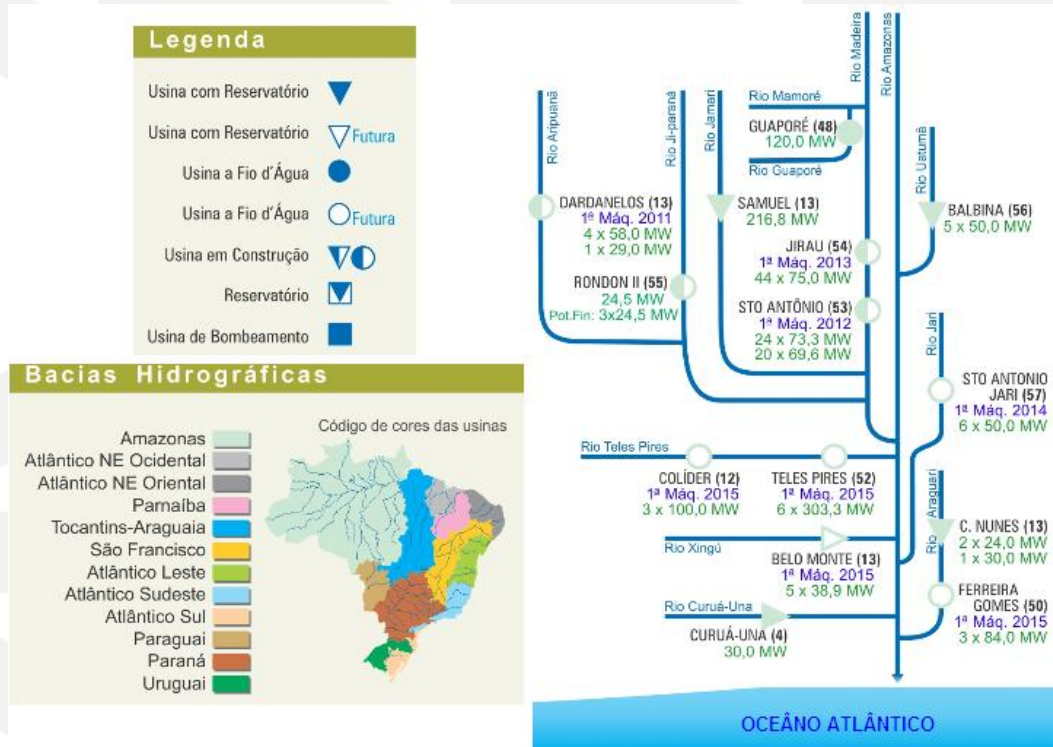 Legenda
Usina com Reservatório
Usina com Reservatório
Futura
Usina a Fio d´Água
Usina a Fio d´Água
Futura
Usina em Construção
Reservatório
Usina de Bombeamento
Bacias Hidrográficas
Código de cores das usinas
Amazonas
Atlântico NE Ocidental
Atlântico NE Oriental
Parnaíba
Tocantins-Araguaia
São Francisco
Atlântico Leste
Atlântico Sudeste
Atlântico Sul
Paraguai
Paraná
Uruguai
Rio Aripuanã
Rio Ji-paraná
Rio Jamari
Rio Madeira
Rio Amazonas
Rio Mamoré
GUAPORÉ (48)
120,0 MW
Rio Guaporé
Rio Uatumã
DARDANELOS (13)
1ª Máq. 2011
4 x 58,0 MW
1 x 29,0 MW
SAMUEL (13)
216,8 MW
BALBINA (56)
5 x 50,0 MW
JIRAU (54)
1ª Máq. 2013
44 x 75,0 MW
RONDON II (55)
24,5 MW
Pot.Fin: 3x24,5 MW
STO ANTÔNIO (53)
1ª Máq. 2012
24 x 73,3 MW
20 x 69,6 MW
Rio Jari
STO ANTONIO
JARI (57)
1ª Máq. 2014
6 x 50,0 MW
Rio Teles Pires
COLÍDER (12)
1ª Máq. 2015
3 x 100,0 MW
TELES PIRES (52)
1ª Máq. 2015
6 x 303,3 MW
Rio Araguari
C. NUNES (13)
2 x 24,0 MW
1 x 30,0 MW
Rio Xingú
BELO MONTE (13)
1ª Máq. 2015
5 x 38,9 MW
FERREIRA
GOMES (50)
1ª Máq. 2015
3 x 84,0 MW
Rio Curuá-Una
CURUÁ-UNA (4)
30,0 MW
OCEÂNO ATLÂNTICO